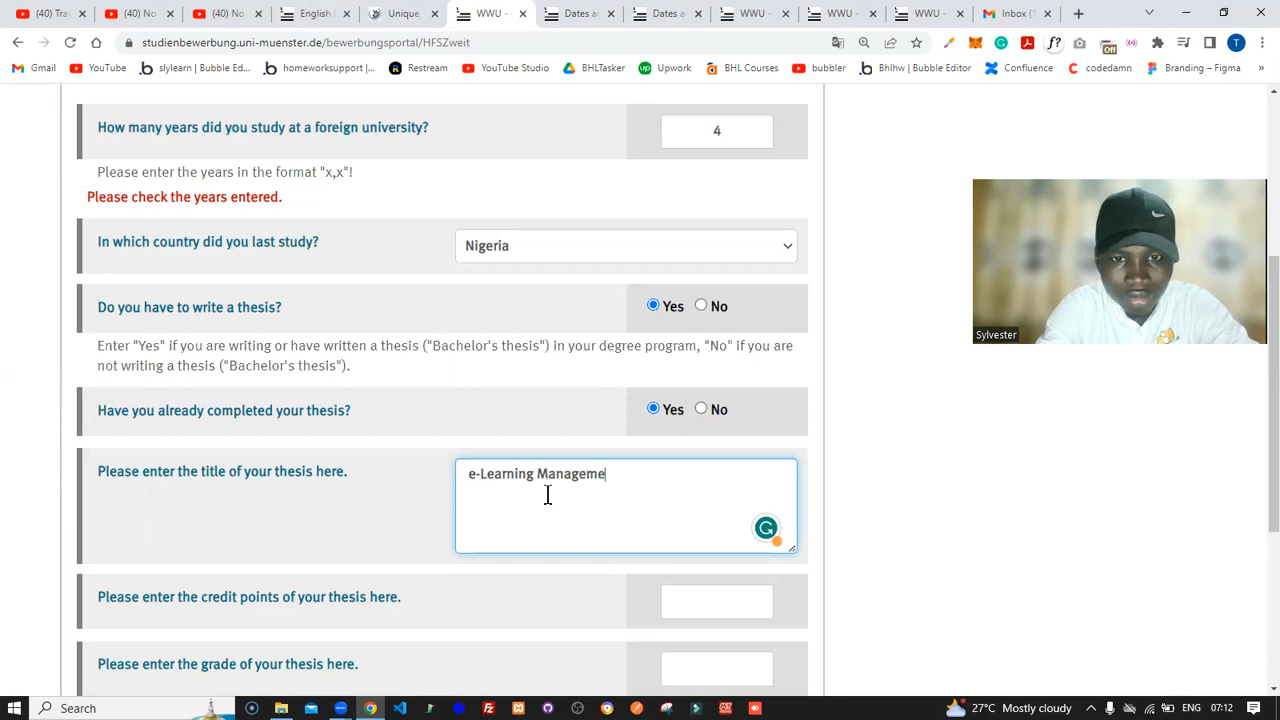 (40) Tra
(40) No
(40) No
English
Unique,
WWU -
Dates a
Dates a
WWU -
WWU -
WWU -
Inbox (1
studienbewerbung.uni-muenster.de/bewerbungsportal/HFSZweit
Gmail
YouTube
slylearn | Bubble Ed...
homeworksupport |...
Restream
YouTube Studio
BHLTasker
Upwork
BHL Courses
bubbler
Bhlhw | Bubble Editor
Confluence
codedamn
Branding – Figma
How many years did you study at a foreign university?
4
Please enter the years in the format "x,x"!
Please check the years entered.
In which country did you last study?
Nigeria
Do you have to write a thesis?
Yes No
Enter "Yes" if you are writing or have written a thesis ("Bachelor's thesis") in your degree program, "No" if you are
not writing a thesis ("Bachelor's thesis").
Have you already completed your thesis?
Yes No
Please enter the title of your thesis here.
e-Learning Manageme
Please enter the credit points of your thesis here.
Please enter the grade of your thesis here.
Sylvester
Search
27°C Mostly cloudy
ENG
07:12